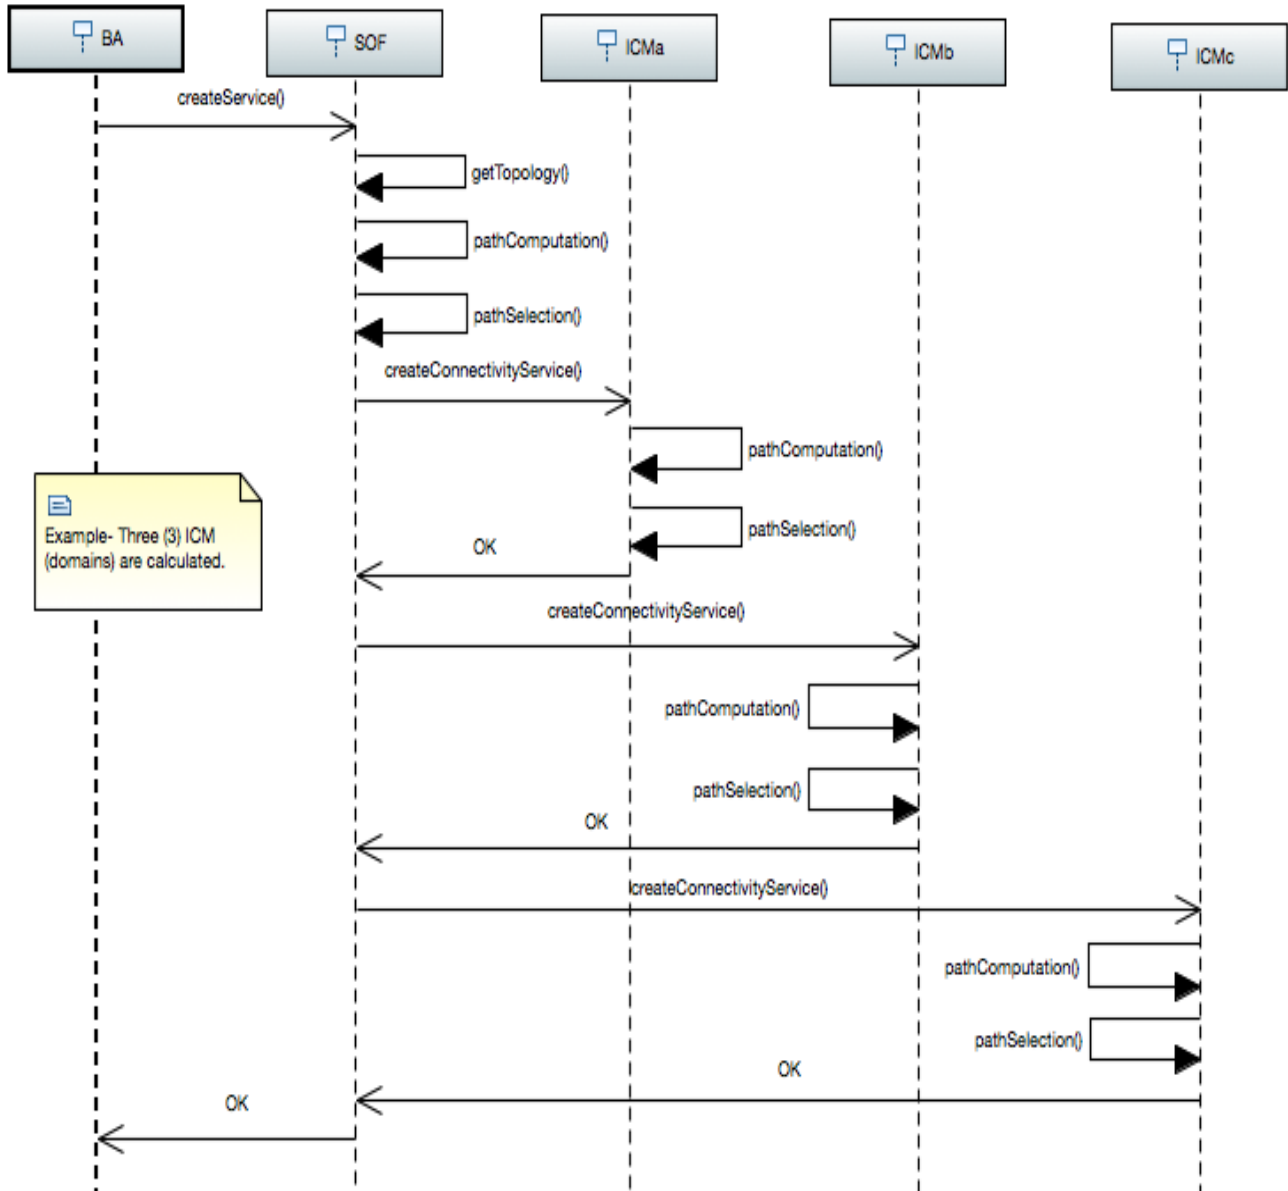 BA
SOF
ICMa
ICMb
ICMc
createService()
getTopology()
pathComputation()
pathSelection()
createConnectivityService()
pathComputation()
Example- Three (3) ICM
(domains) are calculated.
pathSelection()
OK
createConnectivityService()
pathComputation()
pathSelection()
OK
createConnectivityService()
pathComputation()
pathSelection()
OK
OK